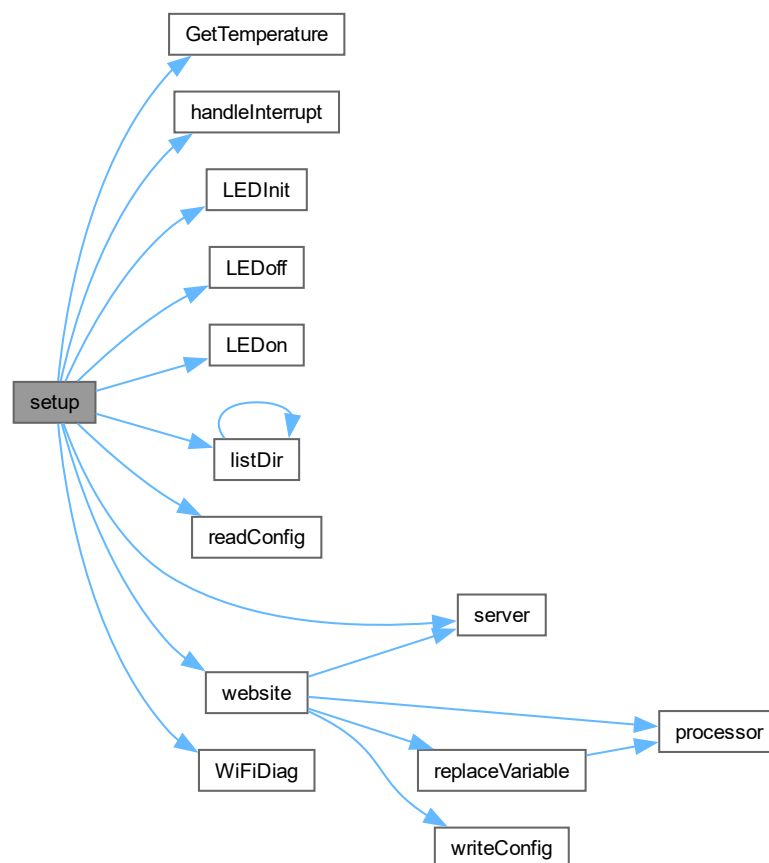 GetTemperature
handleInterrupt
LEDInit
LEDoff
LEDon
setup
listDir
readConfig
server
website
processor
WiFiDiag
replaceVariable
writeConfig